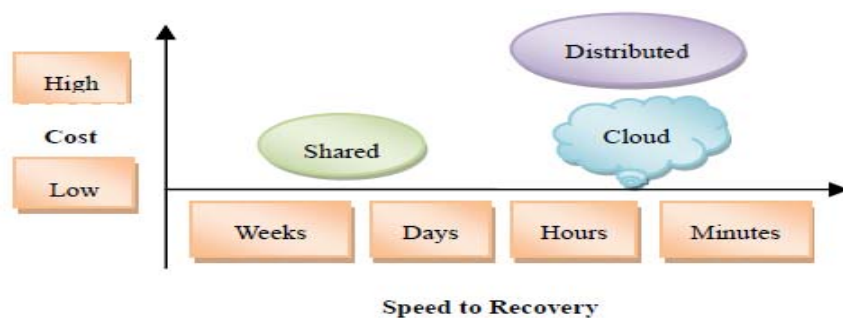 Distributed
High
Cost
Shared
Cloud
Low
Weeks
Days
Hours
Minutes
Speed to Recovery